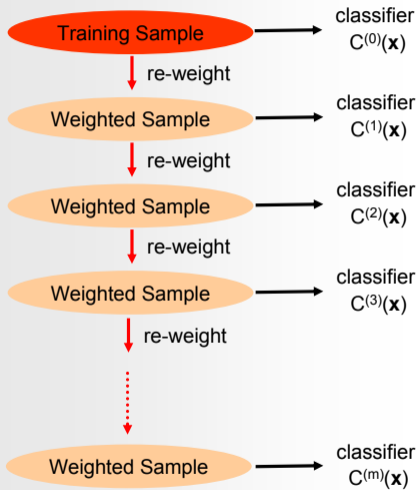 Training Sample
classifier
C⁽⁰⁾(x)
re-weight
Weighted Sample
classifier
C⁽¹⁾(x)
re-weight
Weighted Sample
classifier
C⁽²⁾(x)
re-weight
Weighted Sample
classifier
C⁽³⁾(x)
re-weight
Weighted Sample
classifier
C⁽ᵐ⁾(x)